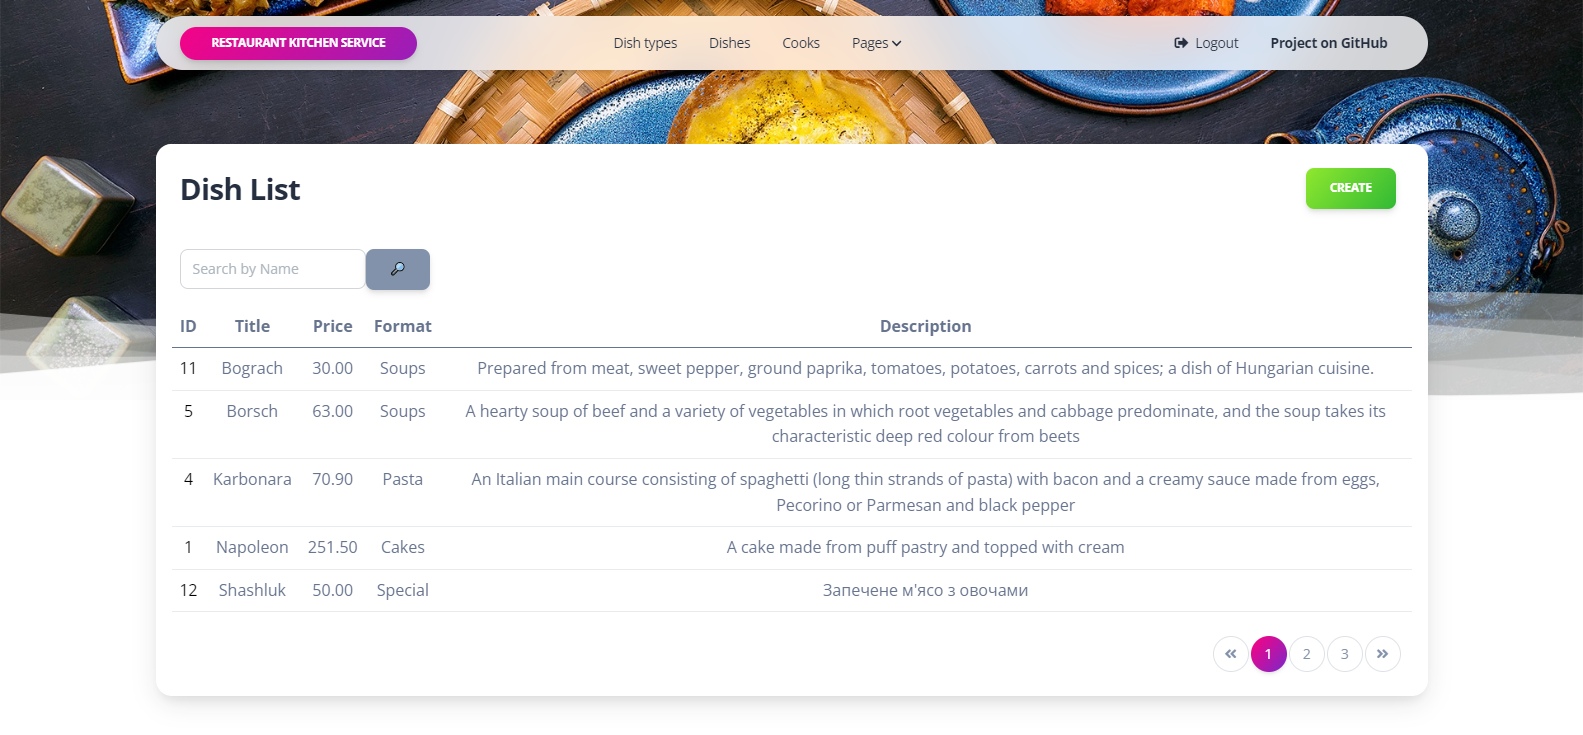 RESTAURANT KITCHEN SERVICE Dish types Dishes Cooks Pages Logout Project on GitHub
Dish List CREATE
Search by Name
ID Title Price Format Description
11 Bograch 30.00 Soups Prepared from meat, sweet pepper, ground paprika, tomatoes, potatoes, carrots and spices; a dish of Hungarian cuisine.
5 Borsch 63.00 Soups A hearty soup of beef and a variety of vegetables in which root vegetables and cabbage predominate, and the soup takes its
characteristic deep red colour from beets
4 Karbonara 70.90 Pasta An Italian main course consisting of spaghetti (long thin strands of pasta) with bacon and a creamy sauce made from eggs,
Pecorino or Parmesan and black pepper
1 Napoleon 251.50 Cakes A cake made from puff pastry and topped with cream
12 Shashluk 50.00 Special Запечене м'ясо з овочами
« 1 2 3 »